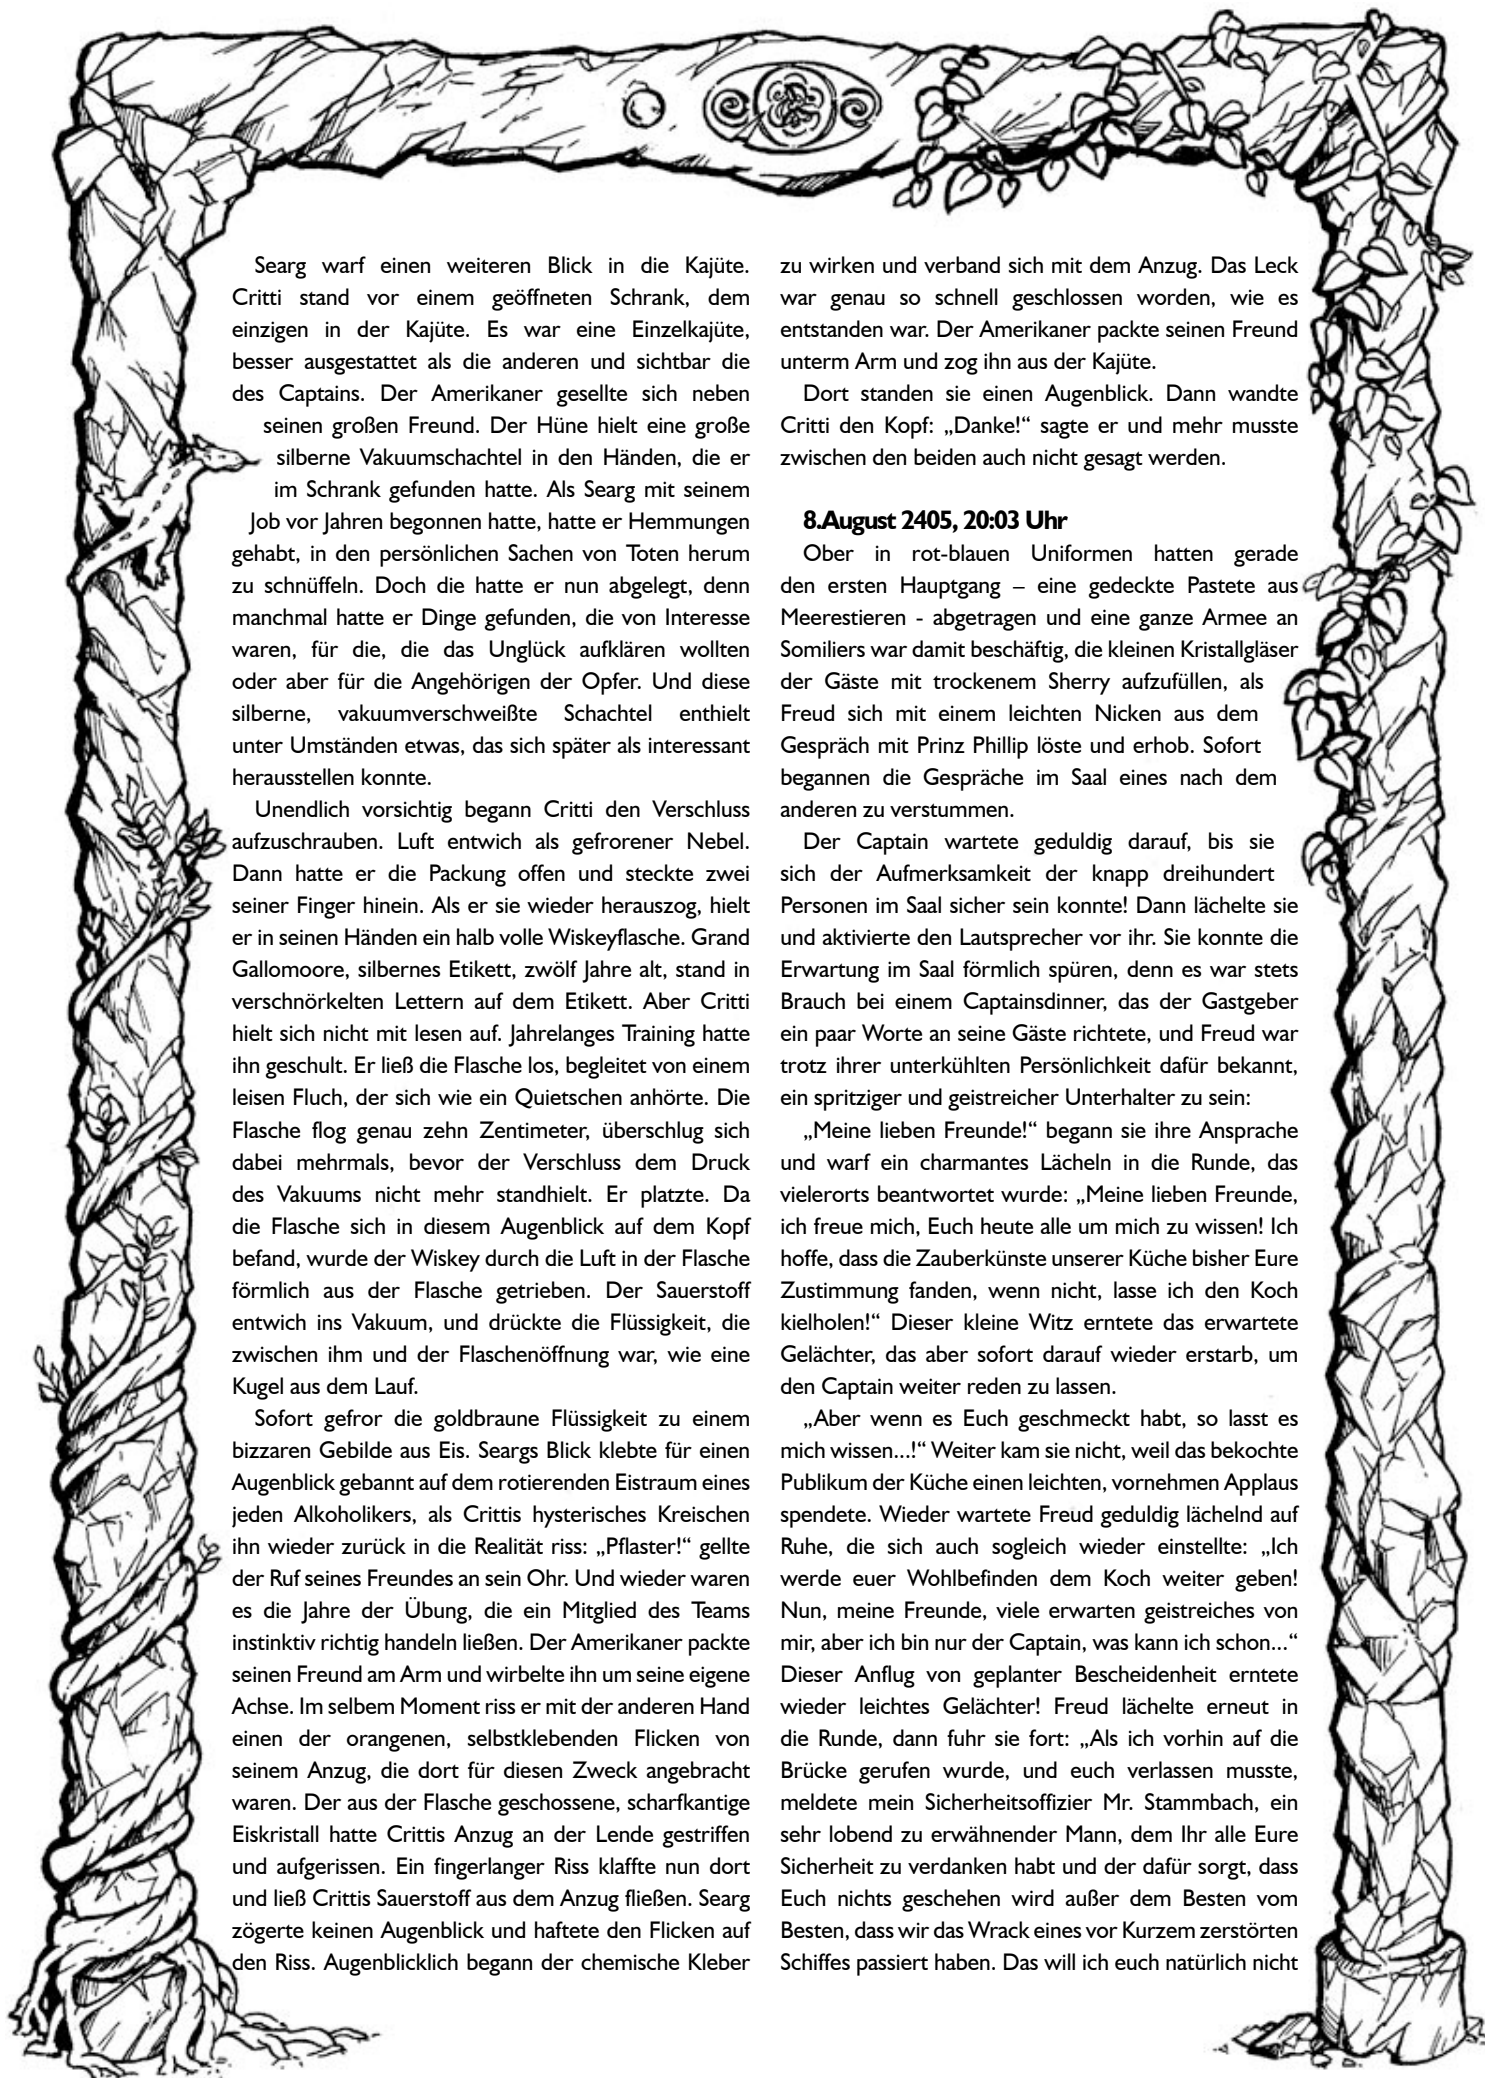 Searg warf einen weiteren Blick in die Kajüte.
Critti stand vor einem geöffneten Schrank, dem
einzigen in der Kajüte. Es war eine Einzelkajüte,
besser ausgestattet als die anderen und sichtbar die
des Captains. Der Amerikaner gesellte sich neben
seinen großen Freund. Der Hüne hielt eine große
silberne Vakuumschachtel in den Händen, die er
im Schrank gefunden hatte. Als Searg mit seinem
Job vor Jahren begonnen hatte, hatte er Hemmungen
gehabt, in den persönlichen Sachen von Toten herum
zu schnüffeln. Doch die hatte er nun abgelegt, denn
manchmal hatte er Dinge gefunden, die von Interesse
waren, für die, die das Unglück aufklären wollten
oder aber für die Angehörigen der Opfer. Und diese
silberne, vakuumverschweißte Schachtel enthielt
unter Umständen etwas, das sich später als interessant
herausstellen konnte.
Unendlich vorsichtig begann Critti den Verschluss
aufzuschrauben. Luft entwich als gefrorener Nebel.
Dann hatte er die Packung offen und steckte zwei
seiner Finger hinein. Als er sie wieder herauszog, hielt
er in seinen Händen ein halb volle Wiskeyflasche. Grand
Gallomoore, silbernes Etikett, zwölf Jahre alt, stand in
verschnörkelten Lettern auf dem Etikett. Aber Critti
hielt sich nicht mit lesen auf. Jahrelanges Training hatte
ihn geschult. Er ließ die Flasche los, begleitet von einem
leisen Fluch, der sich wie ein Quietschen anhörte. Die
Flasche flog genau zehn Zentimeter, überschlug sich
dabei mehrmals, bevor der Verschluss dem Druck
des Vakuums nicht mehr standhielt. Er platzte. Da
die Flasche sich in diesem Augenblick auf dem Kopf
befand, wurde der Wiskey durch die Luft in der Flasche
förmlich aus der Flasche getrieben. Der Sauerstoff
entwich ins Vakuum, und drückte die Flüssigkeit, die
zwischen ihm und der Flaschenöffnung war, wie eine
Kugel aus dem Lauf.
Sofort gefror die goldbraune Flüssigkeit zu einem
bizzaren Gebilde aus Eis. Seargs Blick klebte für einen
Augenblick gebannt auf dem rotierenden Eistraum eines
jeden Alkoholikers, als Crittis hysterisches Kreischen
ihn wieder zurück in die Realität riss: „Pflaster!“ gellte
der Ruf seines Freundes an sein Ohr. Und wieder waren
es die Jahre der Übung, die ein Mitglied des Teams
instinktiv richtig handeln ließen. Der Amerikaner packte
seinen Freund am Arm und wirbelte ihn um seine eigene
Achse. Im selbem Moment riss er mit der anderen Hand
einen der orangenen, selbstklebenden Flicken von
seinem Anzug, die dort für diesen Zweck angebracht
waren. Der aus der Flasche geschossene, scharfkantige
Eiskristall hatte Crittis Anzug an der Lende gestriffen
und aufgerissen. Ein fingerlanger Riss klaffte nun dort
und ließ Crittis Sauerstoff aus dem Anzug fließen. Searg
zögerte keinen Augenblick und haftete den Flicken auf
den Riss. Augenblicklich begann der chemische Kleber
zu wirken und verband sich mit dem Anzug. Das Leck
war genau so schnell geschlossen worden, wie es
entstanden war. Der Amerikaner packte seinen Freund
unterm Arm und zog ihn aus der Kajüte.
Dort standen sie einen Augenblick. Dann wandte
Critti den Kopf: „Danke!“ sagte er und mehr musste
zwischen den beiden auch nicht gesagt werden.
8.August 2405, 20:03 Uhr
Ober in rot-blauen Uniformen hatten gerade
den ersten Hauptgang – eine gedeckte Pastete aus
Meerestieren - abgetragen und eine ganze Armee an
Somiliers war damit beschäftig, die kleinen Kristallgläser
der Gäste mit trockenem Sherry aufzufüllen, als
Freud sich mit einem leichten Nicken aus dem
Gespräch mit Prinz Phillip löste und erhob. Sofort
begannen die Gespräche im Saal eines nach dem
anderen zu verstummen.
Der Captain wartete geduldig darauf, bis sie
sich der Aufmerksamkeit der knapp dreihundert
Personen im Saal sicher sein konnte! Dann lächelte sie
und aktivierte den Lautsprecher vor ihr. Sie konnte die
Erwartung im Saal förmlich spüren, denn es war stets
Brauch bei einem Captainsdinner, das der Gastgeber
ein paar Worte an seine Gäste richtete, und Freud war
trotz ihrer unterkühlten Persönlichkeit dafür bekannt,
ein spritziger und geistreicher Unterhalter zu sein:
„Meine lieben Freunde!“ begann sie ihre Ansprache
und warf ein charmantes Lächeln in die Runde, das
vielerorts beantwortet wurde: „Meine lieben Freunde,
ich freue mich, Euch heute alle um mich zu wissen! Ich
hoffe, dass die Zauberkünste unserer Küche bisher Eure
Zustimmung fanden, wenn nicht, lasse ich den Koch
kielholen!“ Dieser kleine Witz erntete das erwartete
Gelächter, das aber sofort darauf wieder erstarb, um
den Captain weiter reden zu lassen.
„Aber wenn es Euch geschmeckt habt, so lasst es
mich wissen...!“ Weiter kam sie nicht, weil das bekochte
Publikum der Küche einen leichten, vornehmen Applaus
spendete. Wieder wartete Freud geduldig lächelnd auf
Ruhe, die sich auch sogleich wieder einstellte: „Ich
werde euer Wohlbefinden dem Koch weiter geben!
Nun, meine Freunde, viele erwarten geistreiches von
mir, aber ich bin nur der Captain, was kann ich schon...“
Dieser Anflug von geplanter Bescheidenheit erntete
wieder leichtes Gelächter! Freud lächelte erneut in
die Runde, dann fuhr sie fort: „Als ich vorhin auf die
Brücke gerufen wurde, und euch verlassen musste,
meldete mein Sicherheitsoffizier Mr. Stammbach, ein
sehr lobend zu erwähnender Mann, dem Ihr alle Eure
Sicherheit zu verdanken habt und der dafür sorgt, dass
Euch nichts geschehen wird außer dem Besten vom
Besten, dass wir das Wrack eines vor Kurzem zerstörten
Schiffes passiert haben. Das will ich euch natürlich nicht